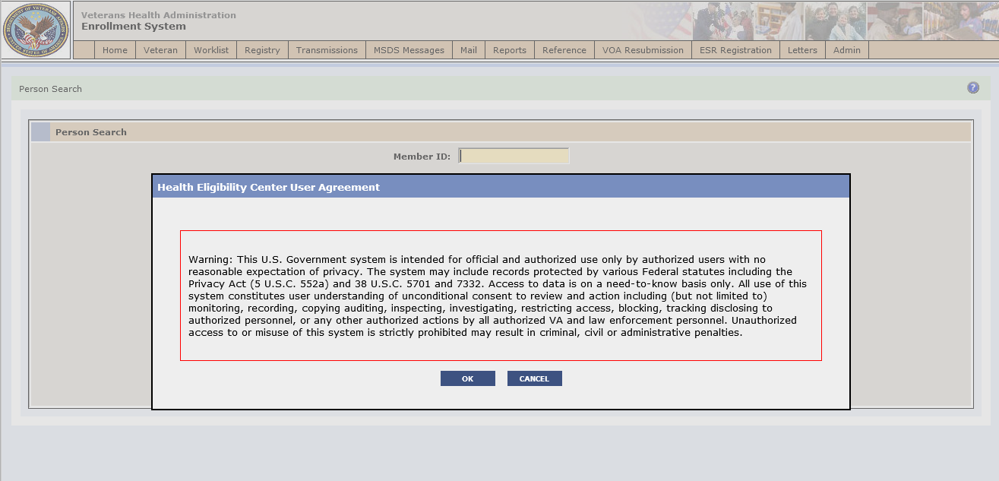 Veterans Health Administration
Enrollment System
Home Veteran Worklist Registry Transmissions MSDS Messages Mail Reports Reference VOA Resubmission ESR Registration Letters Admin
Person Search
?
Person Search
Member ID:
Health Eligibility Center User Agreement
Warning: This U.S. Government system is intended for official and authorized use only by authorized users with no
reasonable expectation of privacy. The system may include records protected by various Federal statutes including the
Privacy Act (5 U.S.C. 552a) and 38 U.S.C. 5701 and 7332. Access to data is on a need-to-know basis only. All use of this
system constitutes user understanding of unconditional consent to review and action including (but not limited to)
monitoring, recording, copying auditing, inspecting, investigating, restricting access, blocking, tracking disclosing to
authorized personnel, or any other authorized actions by all authorized VA and law enforcement personnel. Unauthorized
access to or misuse of this system is strictly prohibited may result in criminal, civil or administrative penalties.
OK CANCEL